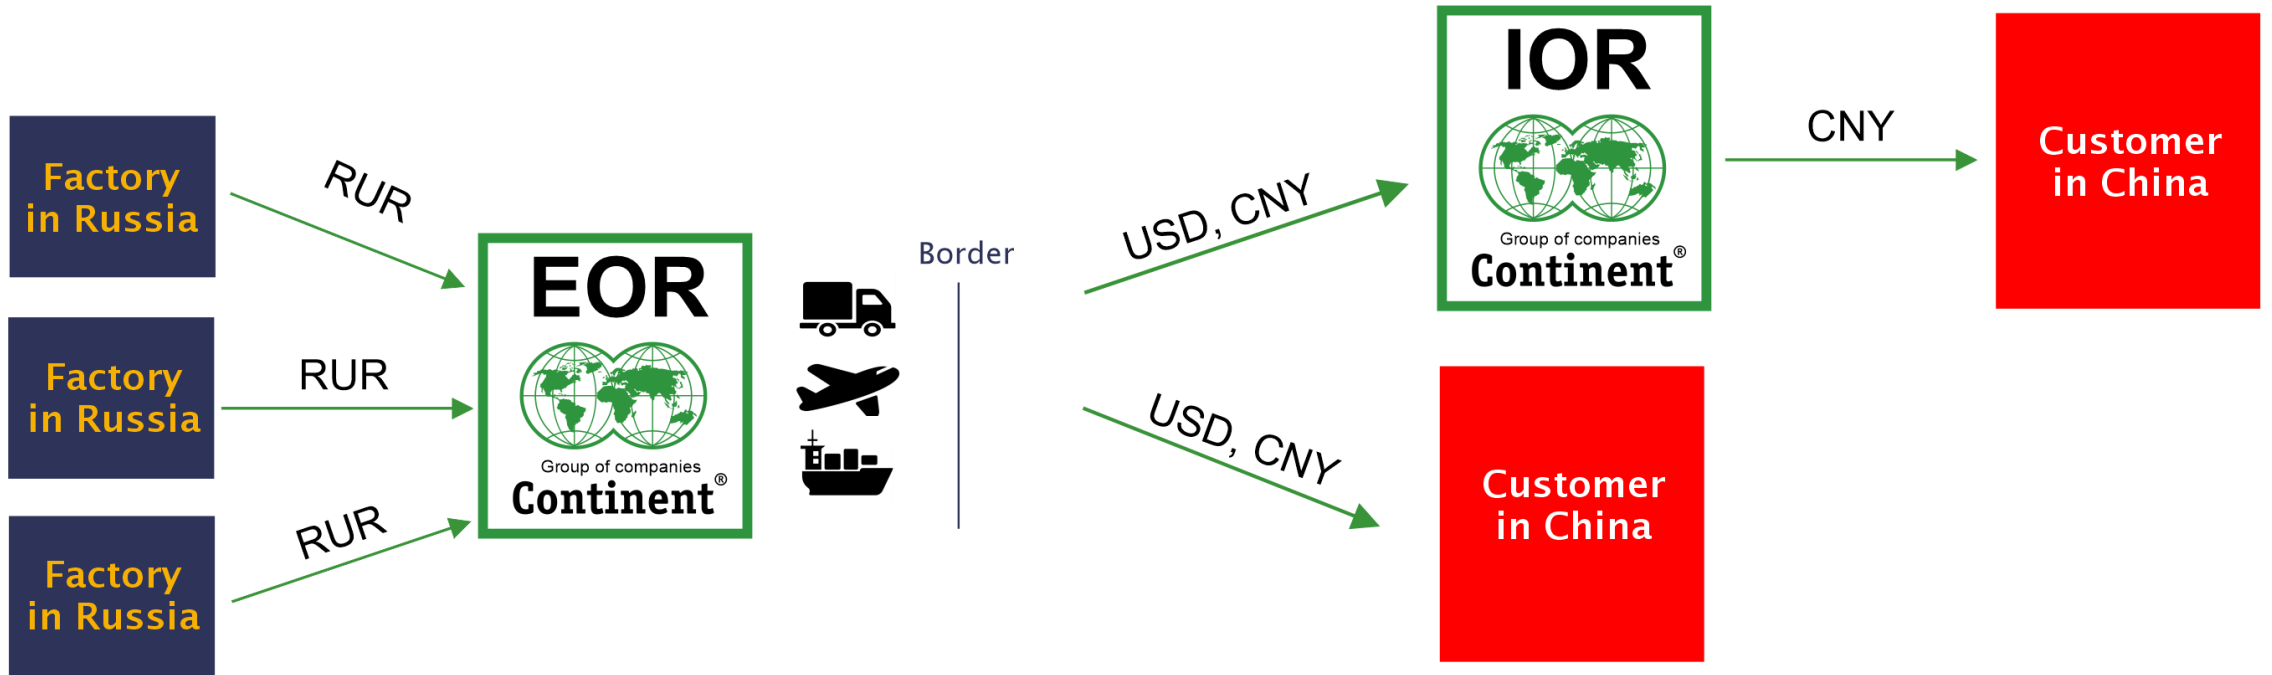 Factory
in Russia
RUR
Factory
in Russia
RUR
Factory
in Russia
RUR
EOR
Group of companies
Continent®
Border
USD, CNY
IOR
Group of companies
Continent®
CNY
Customer
in China
USD, CNY
Customer
in China